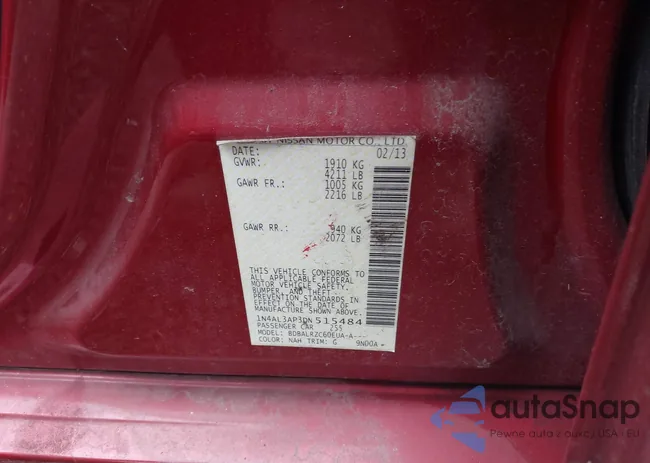 NISSAN MOTOR CO., LTD.
DATE: 02/13
GVWR: 1910 KG
4211 LB
GAWR FR.: 1005 KG
2216 LB
GAWR RR.: 940 KG
2072 LB
THIS VEHICLE CONFORMS TO
ALL APPLICABLE FEDERAL
MOTOR VEHICLE SAFETY,
BUMPER, AND THEFT
PREVENTION STANDARDS IN
EFFECT ON THE DATE OF
MANUFACTURE SHOWN ABOVE.
1N4AL3AP3DN515484
PASSENGER CAR 255
MODEL: BDBALRZC60EUA-A---
COLOR: NAH TRIM: G 9N00A
autaSnap
Pewne auta z aukcji USA - EU